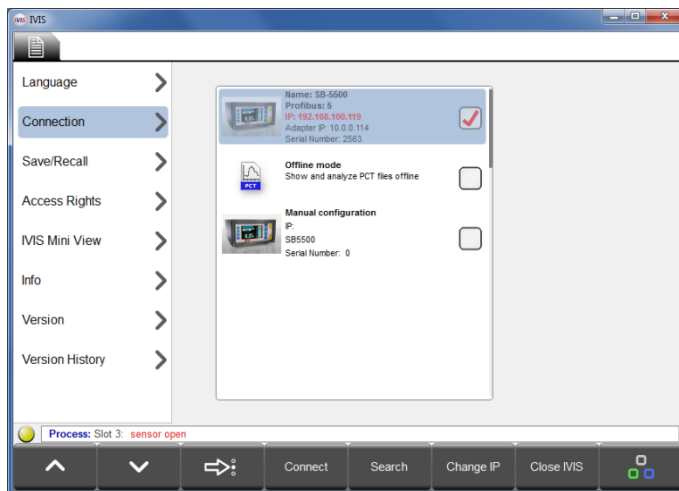 IVIS
Language
Connection
Save/Recall
Access Rights
IVIS Mini View
Info
Version
Version History
Name: SB-5500
Profibus: 5
IP: 192.168.100.119
Adapter IP: 10.0.0.114
Serial Number: 2563
PCT
Offline mode
Show and analyze PCT files offline
Manual configuration
IP:
SB5500
Serial Number: 0
Process: Slot 3: sensor open
Connect
Search
Change IP
Close IVIS